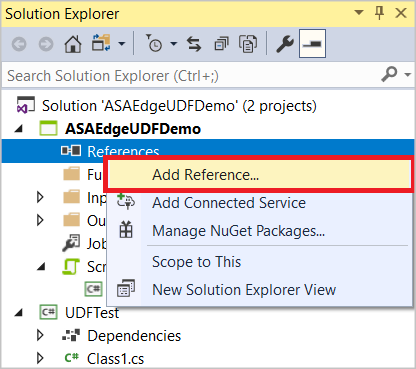 Solution Explorer
Search Solution Explorer (Ctrl+;)
Solution 'ASAEdgeUDFDemo' (2 projects)
ASAEdgeUDFDemo
References
Add Reference...
Fu
Add Connected Service
Inp
Manage NuGet Packages...
Ou
Job
Scope to This
Scr
C#
New Solution Explorer View
C# UDFTest
Dependencies
C# Class1.cs